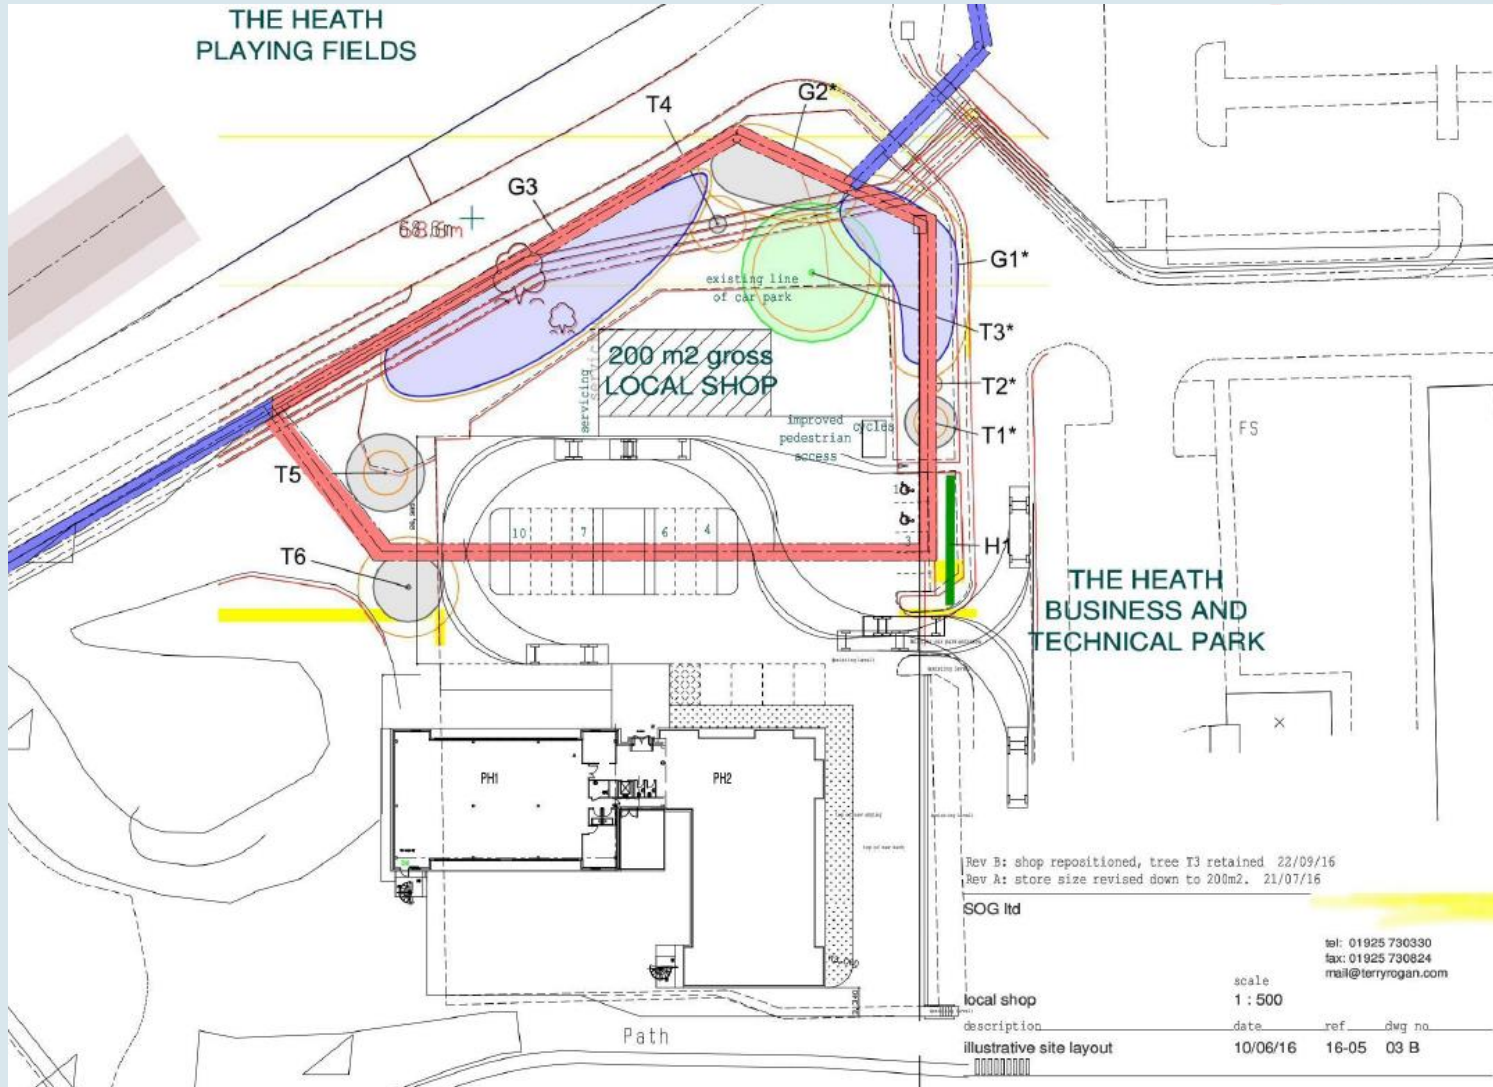 THE HEATH
PLAYING FIELDS
T4
G2*
G3
68.6m
G1*
existing line
of car park
T3*
200 m2 gross
LOCAL SHOP
servicing
T2*
improved
pedestrian
access
cycles
T1*
FS
T5
1
3
10
7
6
4
H1
T6
THE HEATH
BUSINESS AND
TECHNICAL PARK
PH1
PH2
Rev B: shop repositioned, tree T3 retained 22/09/16
Rev A: store size revised down to 200m2. 21/07/16
SOG ltd
tel: 01925 730330
fax: 01925 730824
mail@terryrogan.com
scale
local shop 1 : 500
Path
description date ref dwg no
illustrative site layout 10/06/16 16-05 03 B